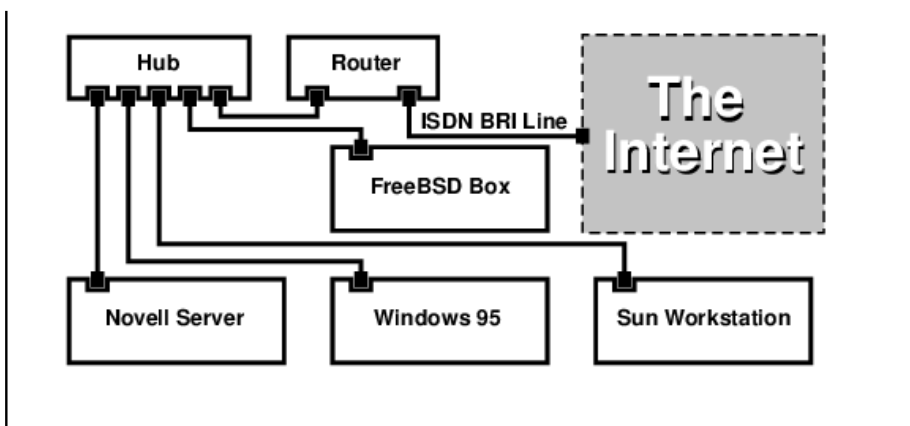 Hub
Router
ISDN BRI Line
The
Internet
FreeBSD Box
Novell Server
Windows 95
Sun Workstation